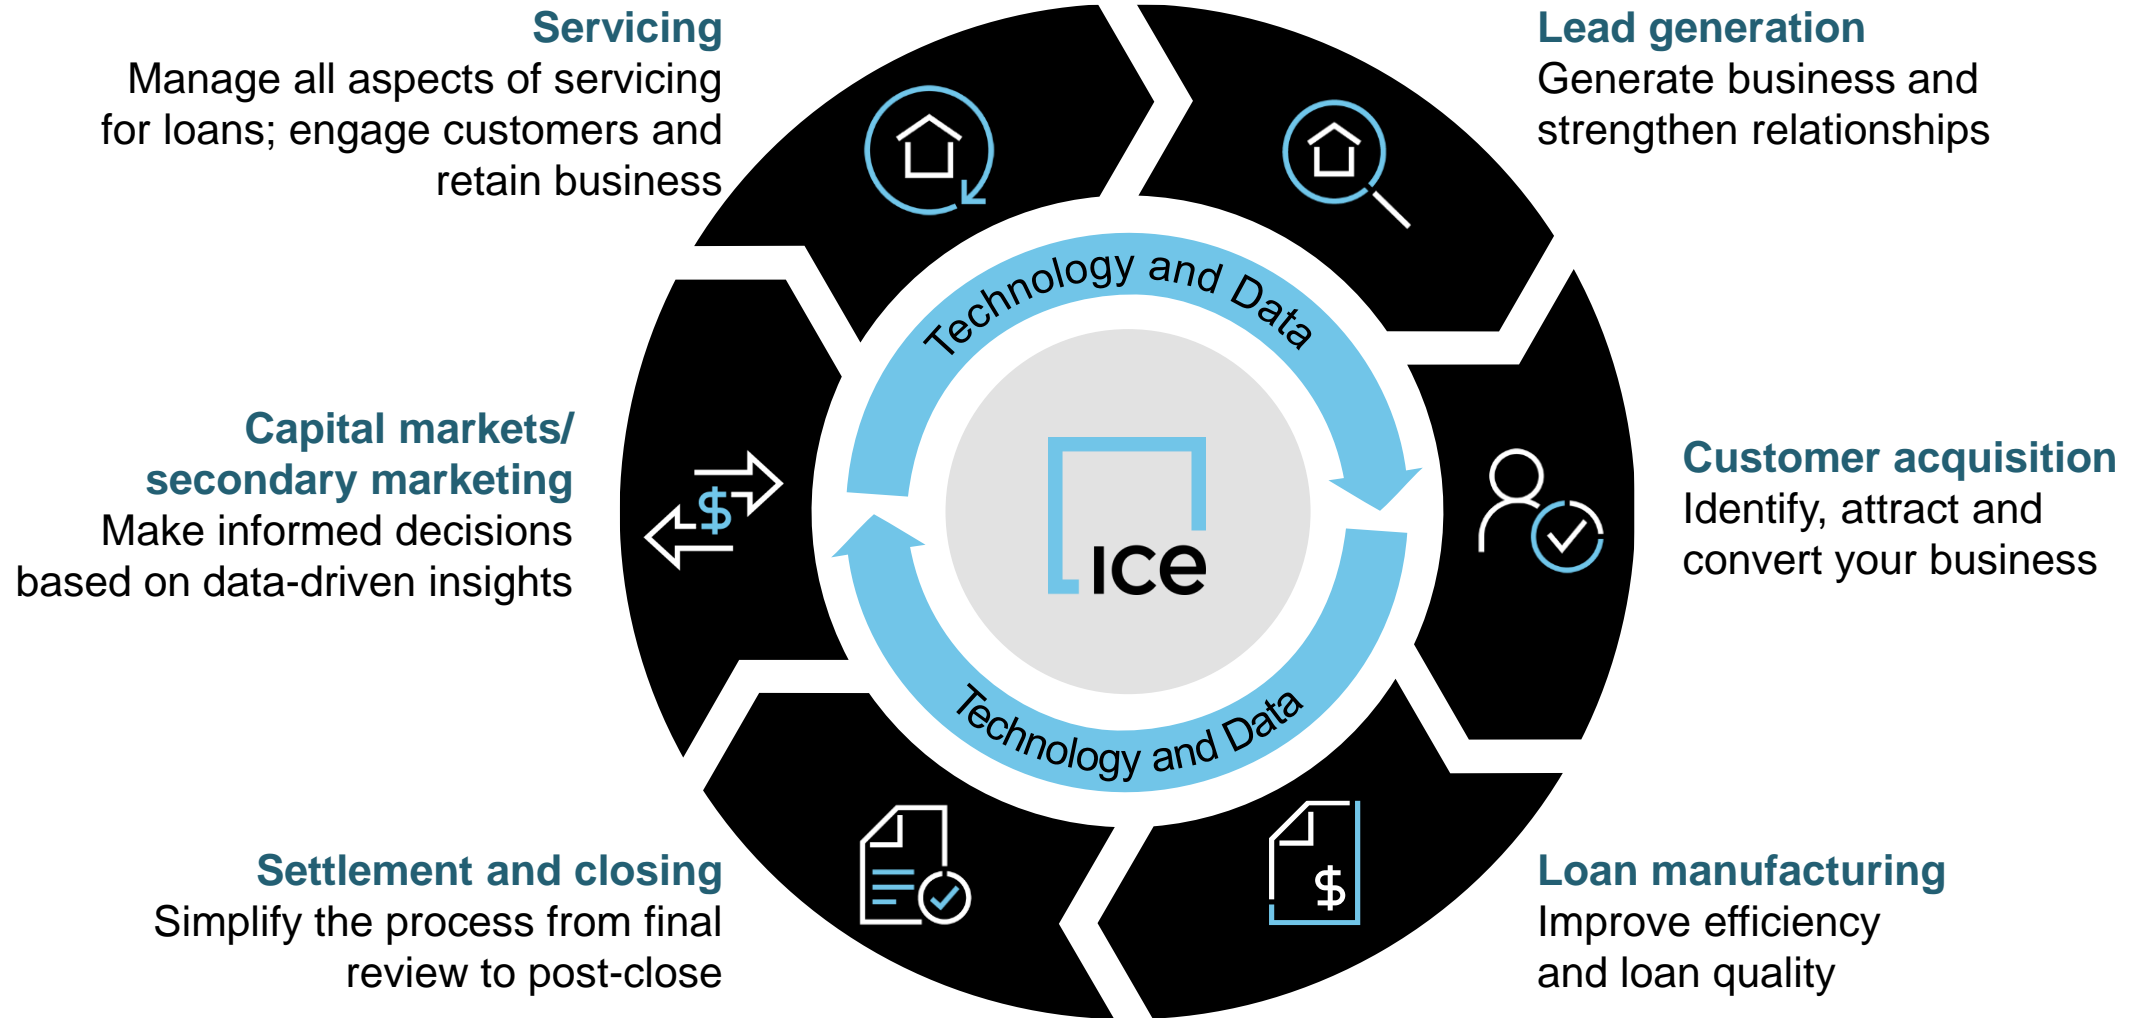 Servicing
Manage all aspects of servicing
for loans; engage customers and
retain business
Lead generation
Generate business and
strengthen relationships
Technology and Data
Capital markets/
secondary marketing
Make informed decisions
based on data-driven insights
$
ice
Customer acquisition
Identify, attract and
convert your business
Technology and Data
Settlement and closing
Simplify the process from final
review to post-close
$
Loan manufacturing
Improve efficiency
and loan quality